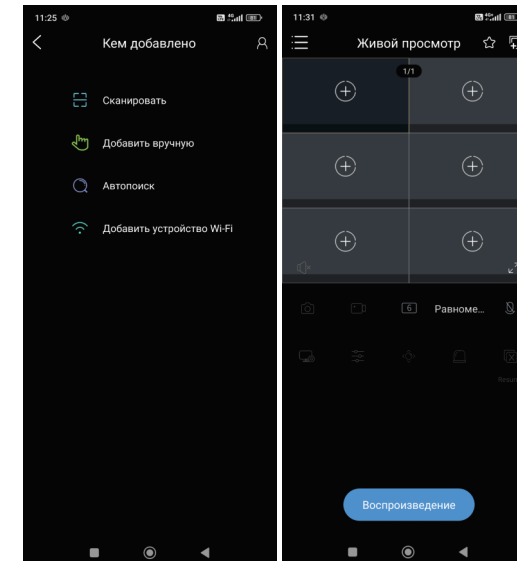 11:25
Кем добавлено
Сканировать
Добавить вручную
Автопоиск
Добавить устройство Wi-Fi
11:31
Живой просмотр
1/1
6
Равноме...
Воспроизведение